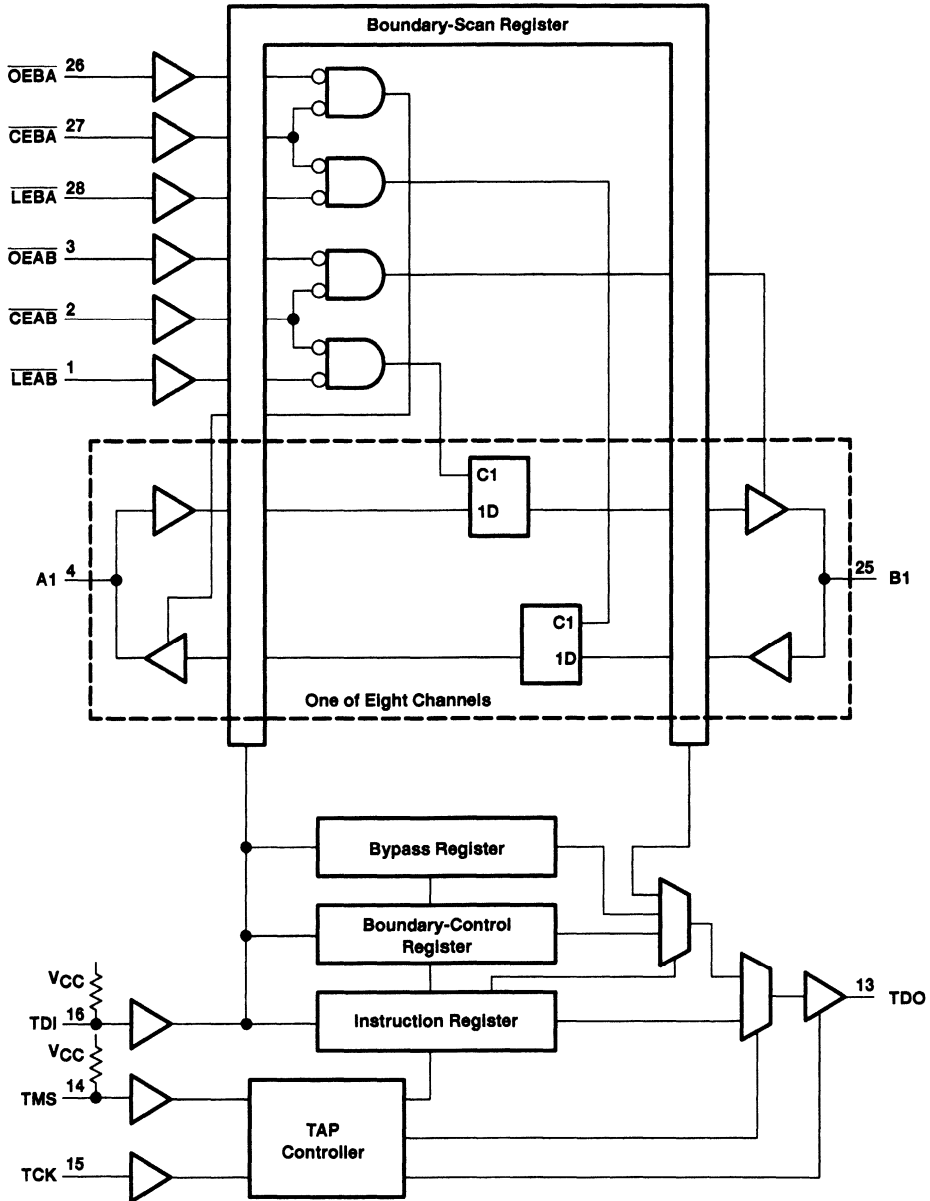 Boundary-Scan Register
OEBA 26
CEBA 27
LEBA 28
OEAB 3
CEAB 2
LEAB 1
C1
1D
A1 4
25 B1
C1
1D
One of Eight Channels
Bypass Register
Boundary-Control
Register
VCC
TDI 16
Instruction Register
13 TDO
VCC
TMS 14
TAP
Controller
TCK 15